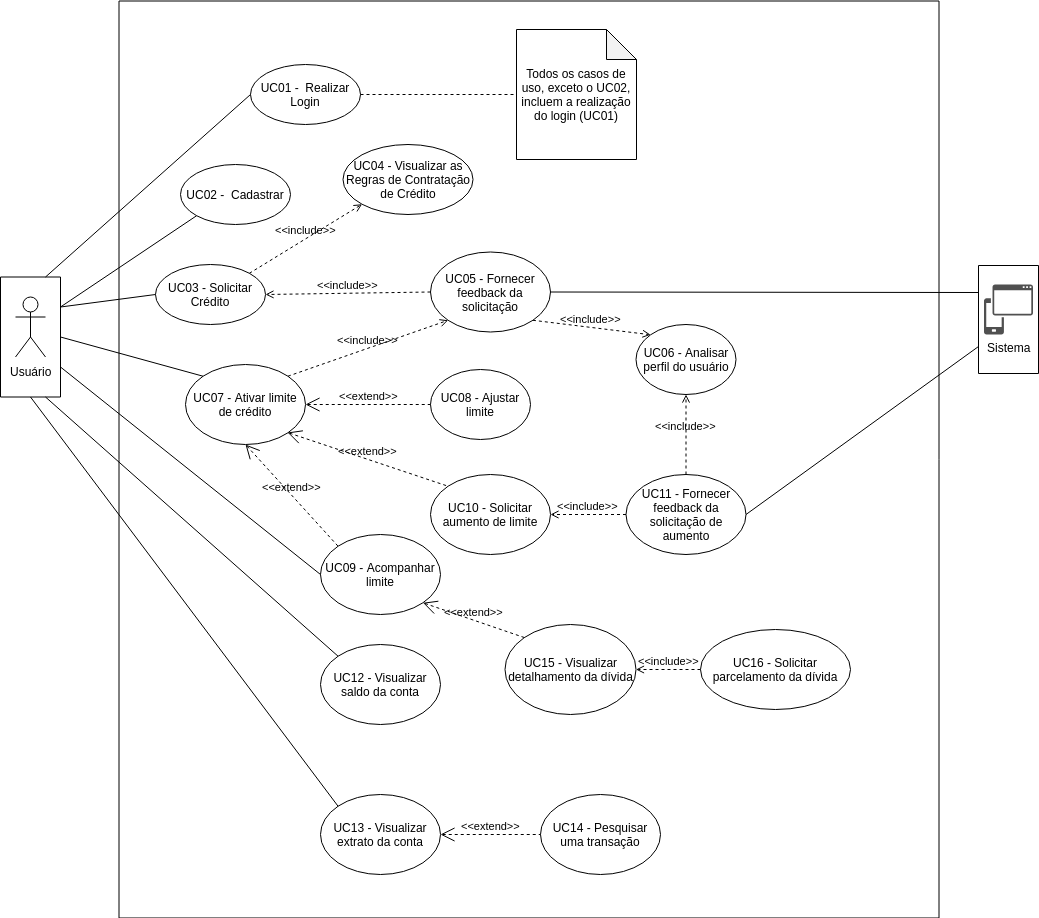 Todos os casos de
uso, exceto o UC02,
incluem a realização
do login (UC01)
UC01 - Realizar
Login
UC04 - Visualizar as
Regras de Contratação
de Crédito
UC02 - Cadastrar
<<include>>
UC03 - Solicitar
Crédito
<<include>>
UC05 - Fornecer
feedback da
solicitação
<<include>>
<<include>>
UC06 - Analisar
perfil do usuário
Sistema
Usuário
UC07 - Ativar limite
de crédito
<<extend>>
UC08 - Ajustar
limite
<<include>>
<<extend>>
<<extend>>
UC10 - Solicitar
aumento de limite
<<include>>
UC11 - Fornecer
feedback da
solicitação de
aumento
UC09 - Acompanhar
limite
<<extend>>
UC15 - Visualizar
detalhamento da dívida
<<include>>
UC16 - Solicitar
parcelamento da dívida
UC12 - Visualizar
saldo da conta
UC13 - Visualizar
extrato da conta
<<extend>>
UC14 - Pesquisar
uma transação